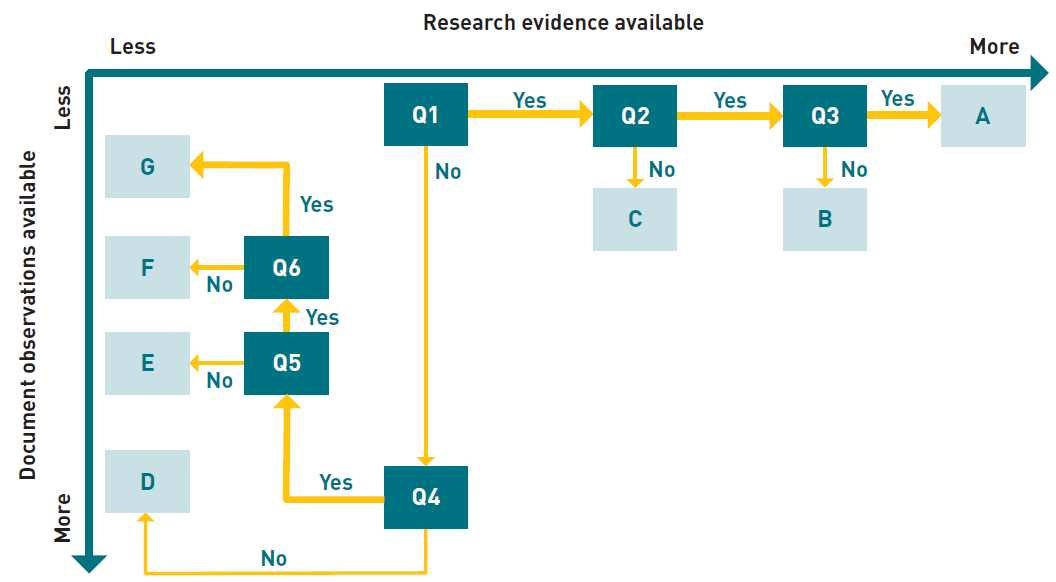 Research evidence available
Less
More
Less
Document observations available
More
Q1
Yes
Q2
Yes
Q3
Yes
A
No
No
No
C
B
G
Yes
F
No
Q6
Yes
E
No
Q5
D
Yes
Q4
No